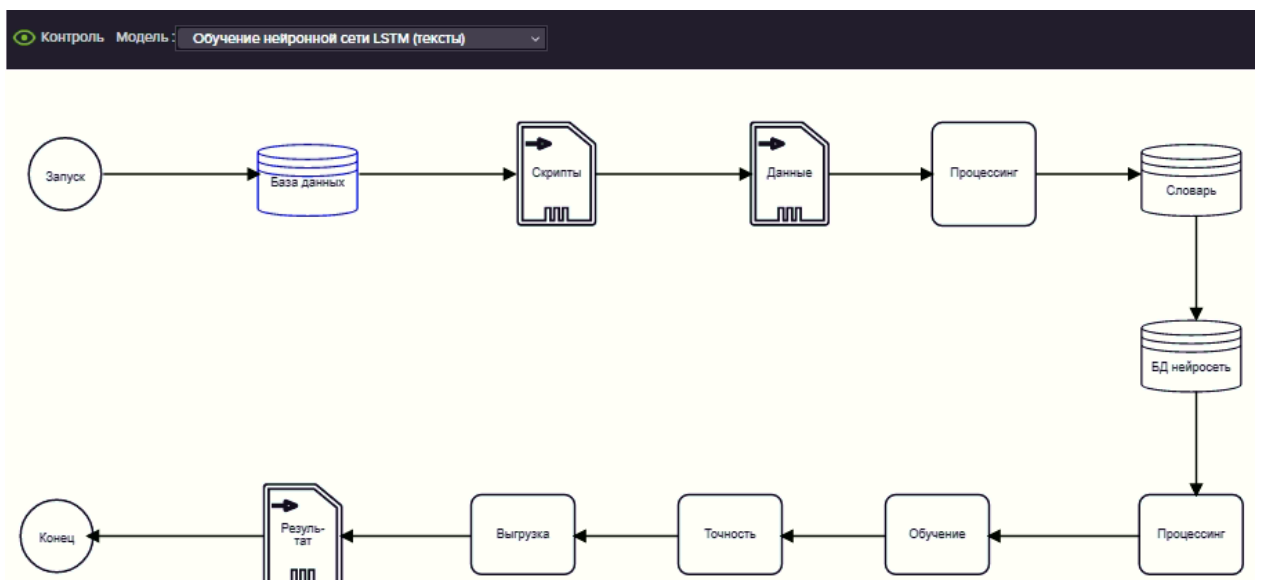 Контроль Модель: Обучение нейронной сети LSTM (тексты)
Запуск
База данных
Скрипты
Данные
Процессинг
Словарь
БД нейросеть
Процессинг
Обучение
Точность
Выгрузка
Резуль-
тат
Конец